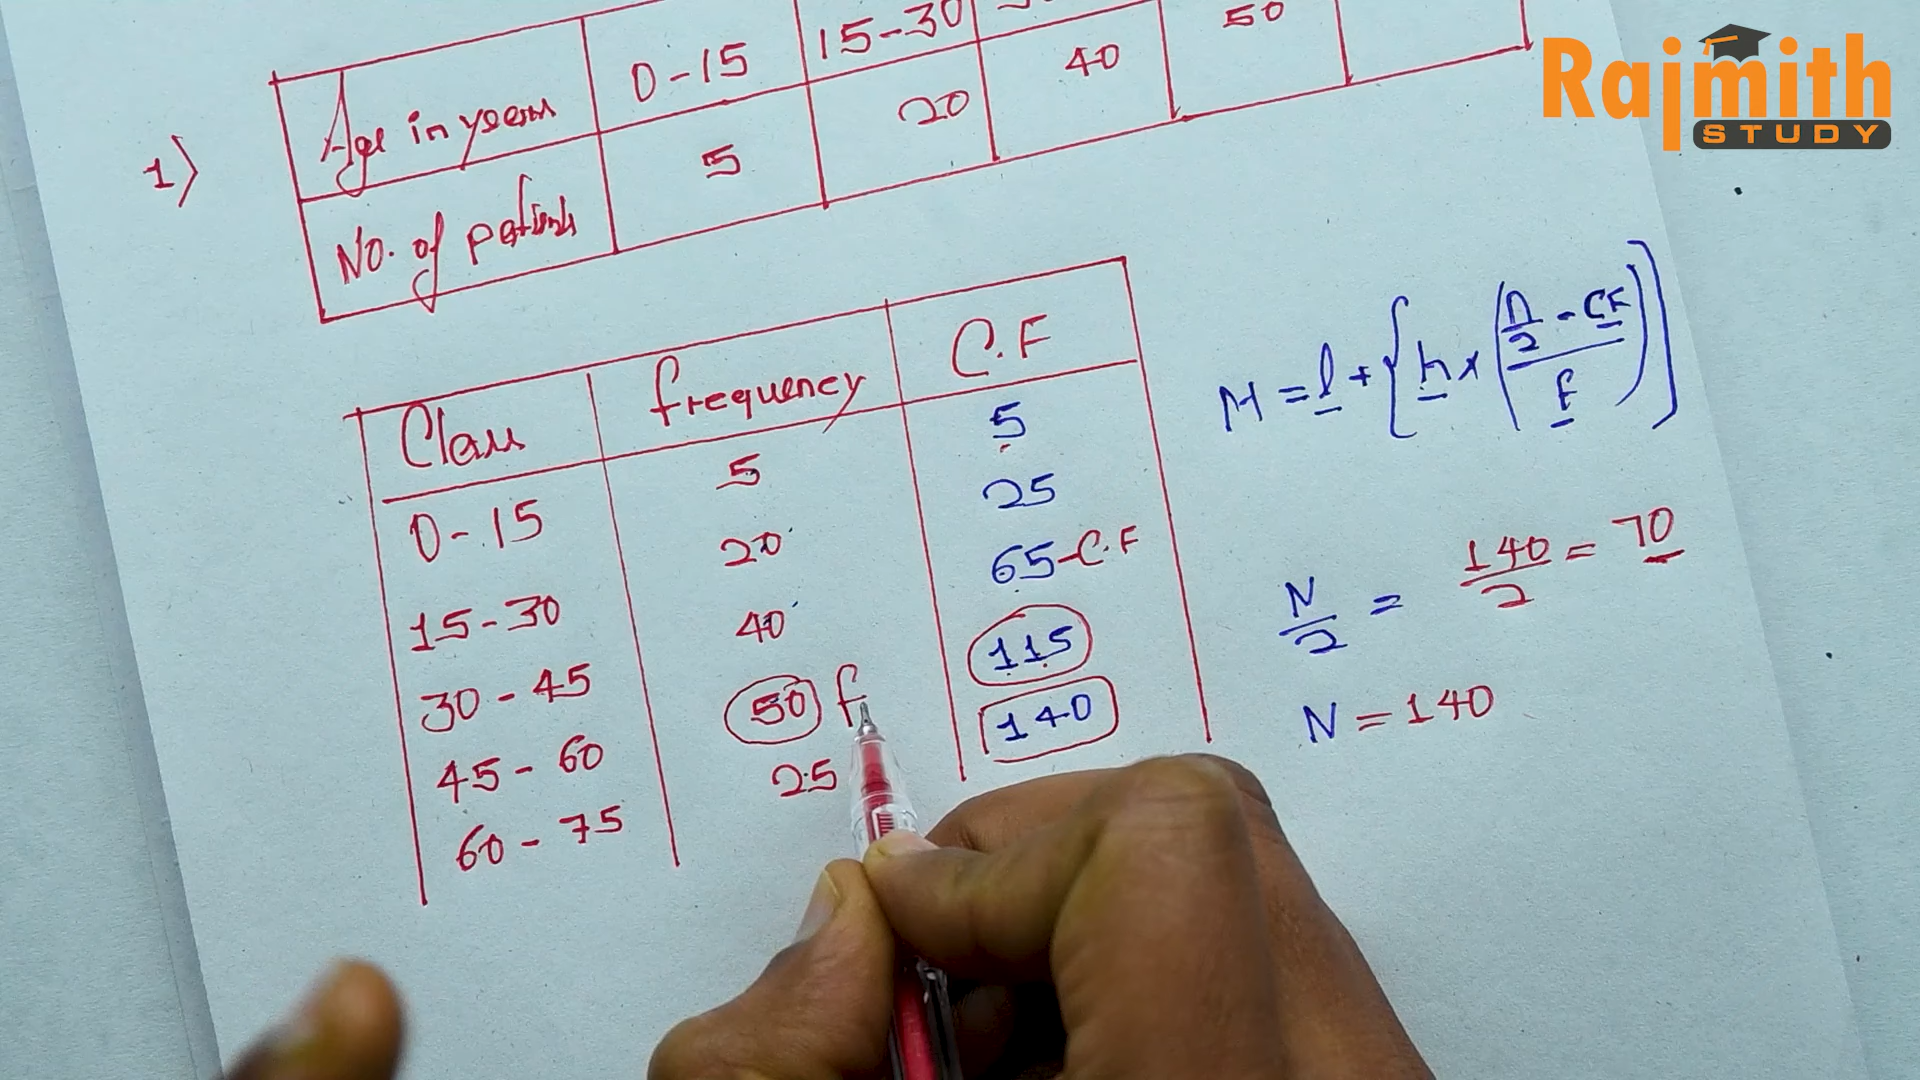 Rajmith
STUDY
1)
Age in years 0-15 15-30
No. of patients 5 20 40 50
Class frequency C.F
0-15 5 5
15-30 20 25
30-45 40 65-C.F
45-60 50 f 115
60-75 25 140
M = l + {h × (n/2 - CF / f)}
N/2 = 140/2 = 70
N = 140